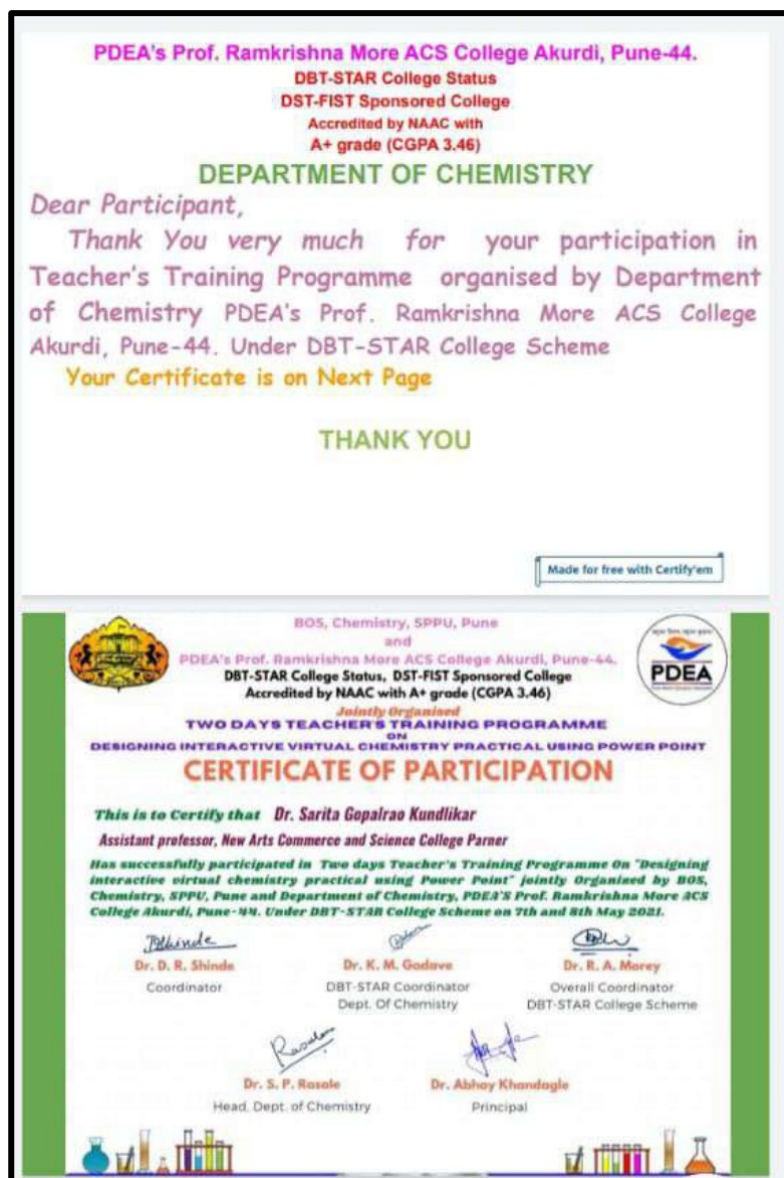 PDEA's Prof. Ramkrishna More ACS College Akurdi, Pune-44.
DBT-STAR College Status
DST-FIST Sponsored College
Accredited by NAAC with
A+ grade (CGPA 3.46)
DEPARTMENT OF CHEMISTRY
Dear Participant,
Thank You very much for your participation in
Teacher's Training Programme organised by Department
of Chemistry PDEA's Prof. Ramkrishna More ACS College
Akurdi, Pune-44. Under DBT-STAR College Scheme
Your Certificate is on Next Page
THANK YOU
Made for free with Certify'em
BOS, Chemistry, SPPU, Pune
and
PDEA's Prof. Ramkrishna More ACS College Akurdi, Pune-44.
DBT-STAR College Status, DST-FIST Sponsored College
Accredited by NAAC with A+ grade (CGPA 3.46)
PDEA
Jointly Organised
TWO DAYS TEACHER'S TRAINING PROGRAMME
ON
DESIGNING INTERACTIVE VIRTUAL CHEMISTRY PRACTICAL USING POWER POINT
CERTIFICATE OF PARTICIPATION
This is to Certify that Dr. Sarita Gopalrao Kundlikar
Assistant professor, New Arts Commerce and Science College Parner
Has successfully participated in Two days Teacher's Training Programme On "Designing
interactive virtual chemistry practical using Power Point" jointly Organised by BOS,
Chemistry, SPPU, Pune and Department of Chemistry, PDEA'S Prof. Ramkrishna More ACS
College Akurdi, Pune-44. Under DBT-STAR College Scheme on 7th and 8th May 2021.
Dr. D. R. Shinde Dr. K. M. Gadave Dr. R. A. Morey
Coordinator DBT-STAR Coordinator Overall Coordinator
Dept. Of Chemistry DBT-STAR College Scheme
Dr. S. P. Rasale Dr. Abhay Khandagle
Head, Dept. of Chemistry Principal